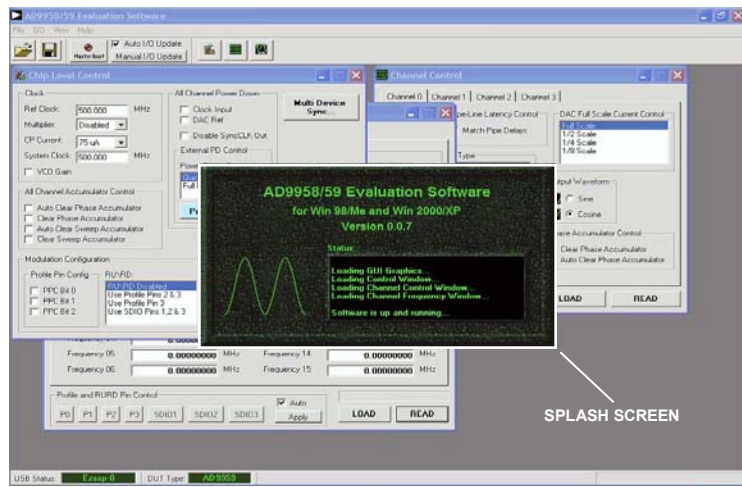 AD9958/59 Evaluation Software
File I/O View Help
Master Reset
Auto I/O Update
Manual I/O Update
Chip Level Control
Clock
Ref Clock: 500.000 MHz
Multiplier: Disabled
CP Current: 75 uA
System Clock: 500.000 MHz
VCO Gain
All Channel Power Down
Clock Input
DAC Ref
Disable SyncCLK Out
External PD Control
Multi Device
Sync...
All Channel Accumulator Control
Auto Clear Phase Accumulator
Clear Phase Accumulator
Auto Clear Sweep Accumulator
Clear Sweep Accumulator
Modulation Configuration
Profile Pin Config
PPC Bit 0
PPC Bit 1
PPC Bit 2
RU\RD:
RU\RD Disabled
Use Profile Pins 2 & 3
Use Profile Pin 3
Use SDIO Pins 1,2 & 3
Channel Control
Channel 0 Channel 1 Channel 2 Channel 3
Match Pipe Delays
Type
DAC Full Scale Current Control
Full Scale
1/2 Scale
1/4 Scale
1/8 Scale
Sine
Cosine
Clear Phase Accumulator
Auto Clear Phase Accumulator
LOAD READ
AD9958/59 Evaluation Software
for Win 98/Me and Win 2000/XP
Version 0.0.7
Status:
Loading GUI Graphics...
Loading Control Window...
Loading Channel Control Window...
Loading Channel Frequency Window...
Software is up and running...
Frequency 05: 0.00000000 MHz Frequency 14: 0.00000000 MHz
Frequency 06: 0.00000000 MHz Frequency 15: 0.00000000 MHz
Profile and RURD Pin Control
P0 P1 P2 P3 SDIO1 SDIO2 SDIO3
Auto
Apply
LOAD READ
SPLASH SCREEN
USB Status: Ezssp-0 DUT Type: AD9959